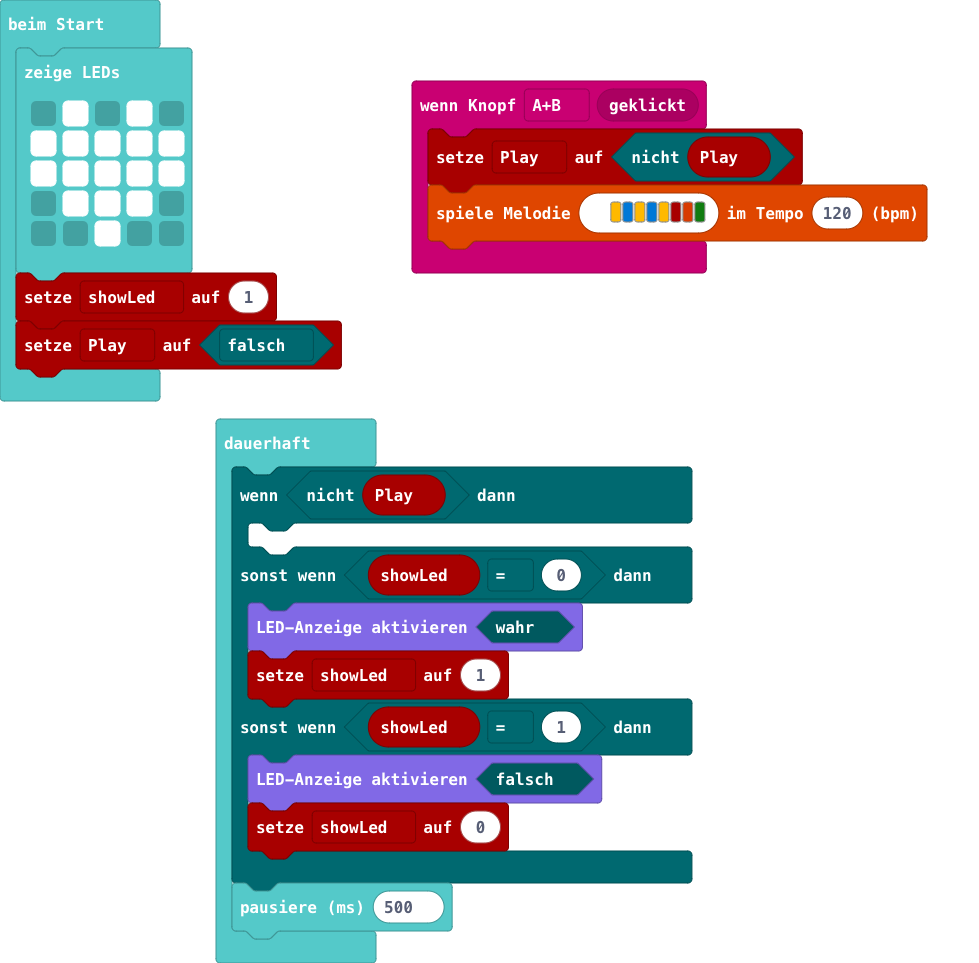 beim Start
zeige LEDs
setze showLed auf 1
setze Play auf falsch
wenn Knopf A+B geklickt
setze Play auf nicht Play
spiele Melodie im Tempo 120 (bpm)
dauerhaft
wenn nicht Play dann
sonst wenn showLed = 0 dann
LED-Anzeige aktivieren wahr
setze showLed auf 1
sonst wenn showLed = 1 dann
LED-Anzeige aktivieren falsch
setze showLed auf 0
pausiere (ms) 500